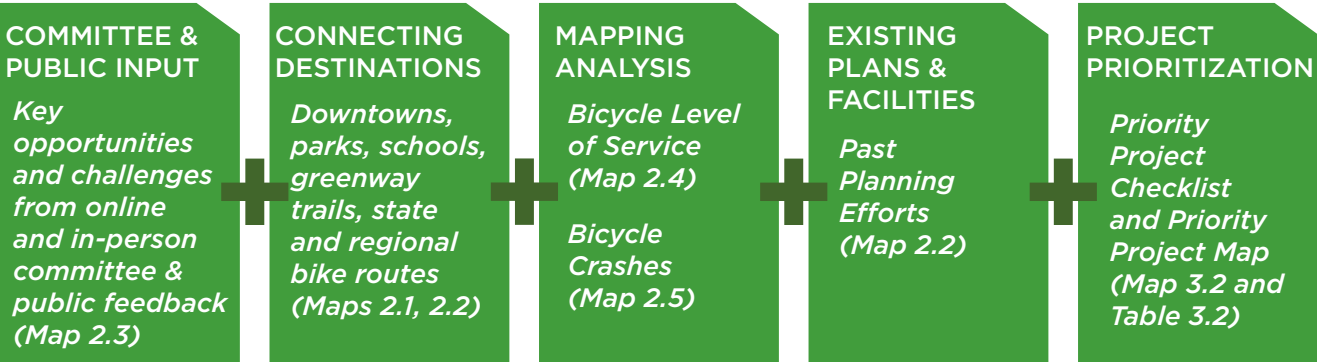 COMMITTEE &
PUBLIC INPUT
Key
opportunities
and challenges
from online
and in-person
committee &
public feedback
(Map 2.3)
CONNECTING
DESTINATIONS
Downtowns,
parks, schools,
greenway
trails, state
and regional
bike routes
(Maps 2.1, 2.2)
MAPPING
ANALYSIS
Bicycle Level
of Service
(Map 2.4)
Bicycle
Crashes
(Map 2.5)
EXISTING
PLANS &
FACILITIES
Past
Planning
Efforts
(Map 2.2)
PROJECT
PRIORITIZATION
Priority
Project
Checklist
and Priority
Project Map
(Map 3.2 and
Table 3.2)